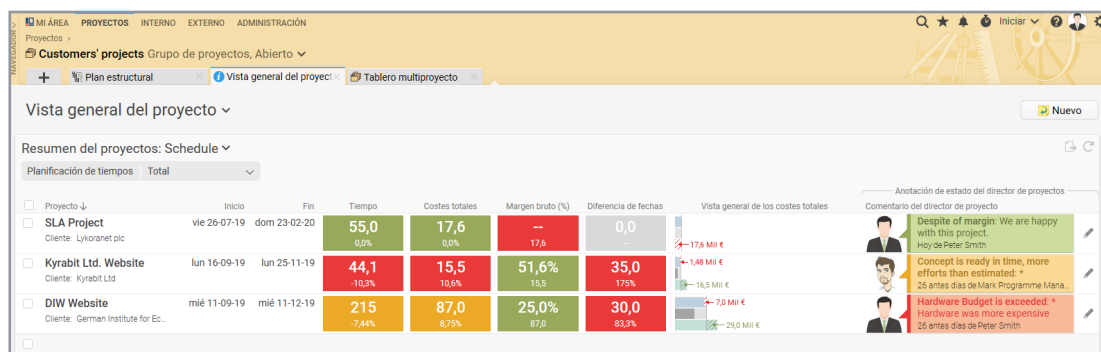 MI ÁREA PROYECTOS INTERNO EXTERNO ADMINISTRACIÓN Iniciar
NAVEGADOR
Proyectos
Customers' projects Grupo de proyectos, Abierto
Plan estructural Vista general del proyect Tablero multiproyecto
Vista general del proyecto Nuevo
Resumen del proyectos: Schedule
Planificación de tiempos Total
Anotación de estado del director de proyectos
Proyecto Inicio Fin Tiempo Costes totales Margen bruto (%) Diferencia de fechas Vista general de los costes totales Comentario del director de proyecto
SLA Project vie 26-07-19 dom 23-02-20 55,0 17,6 -- 0,0 Despite of margin: We are happy
with this project.
Cliente: Lykoranet plc 0,0% 0,0% 17,6 -- 17,6 Mil € Hoy de Peter Smith
Kyrabit Ltd. Website lun 16-09-19 lun 25-11-19 44,1 15,5 51,6% 35,0 1,48 Mil € Concept is ready in time, more
efforts than estimated: *
Cliente: Kyrabit Ltd -10,3% 10,6% 15,5 175% 16,5 Mil € 26 antes días de Mark Programme Mana...
DIW Website mié 11-09-19 mié 11-12-19 215 87,0 25,0% 30,0 7,0 Mil € Hardware Budget is exceeded: *
Hardware was more expensive
Cliente: German Institute for Ec... -7,44% 8,75% 87,0 83,3% 29,0 Mil € 26 antes días de Peter Smith